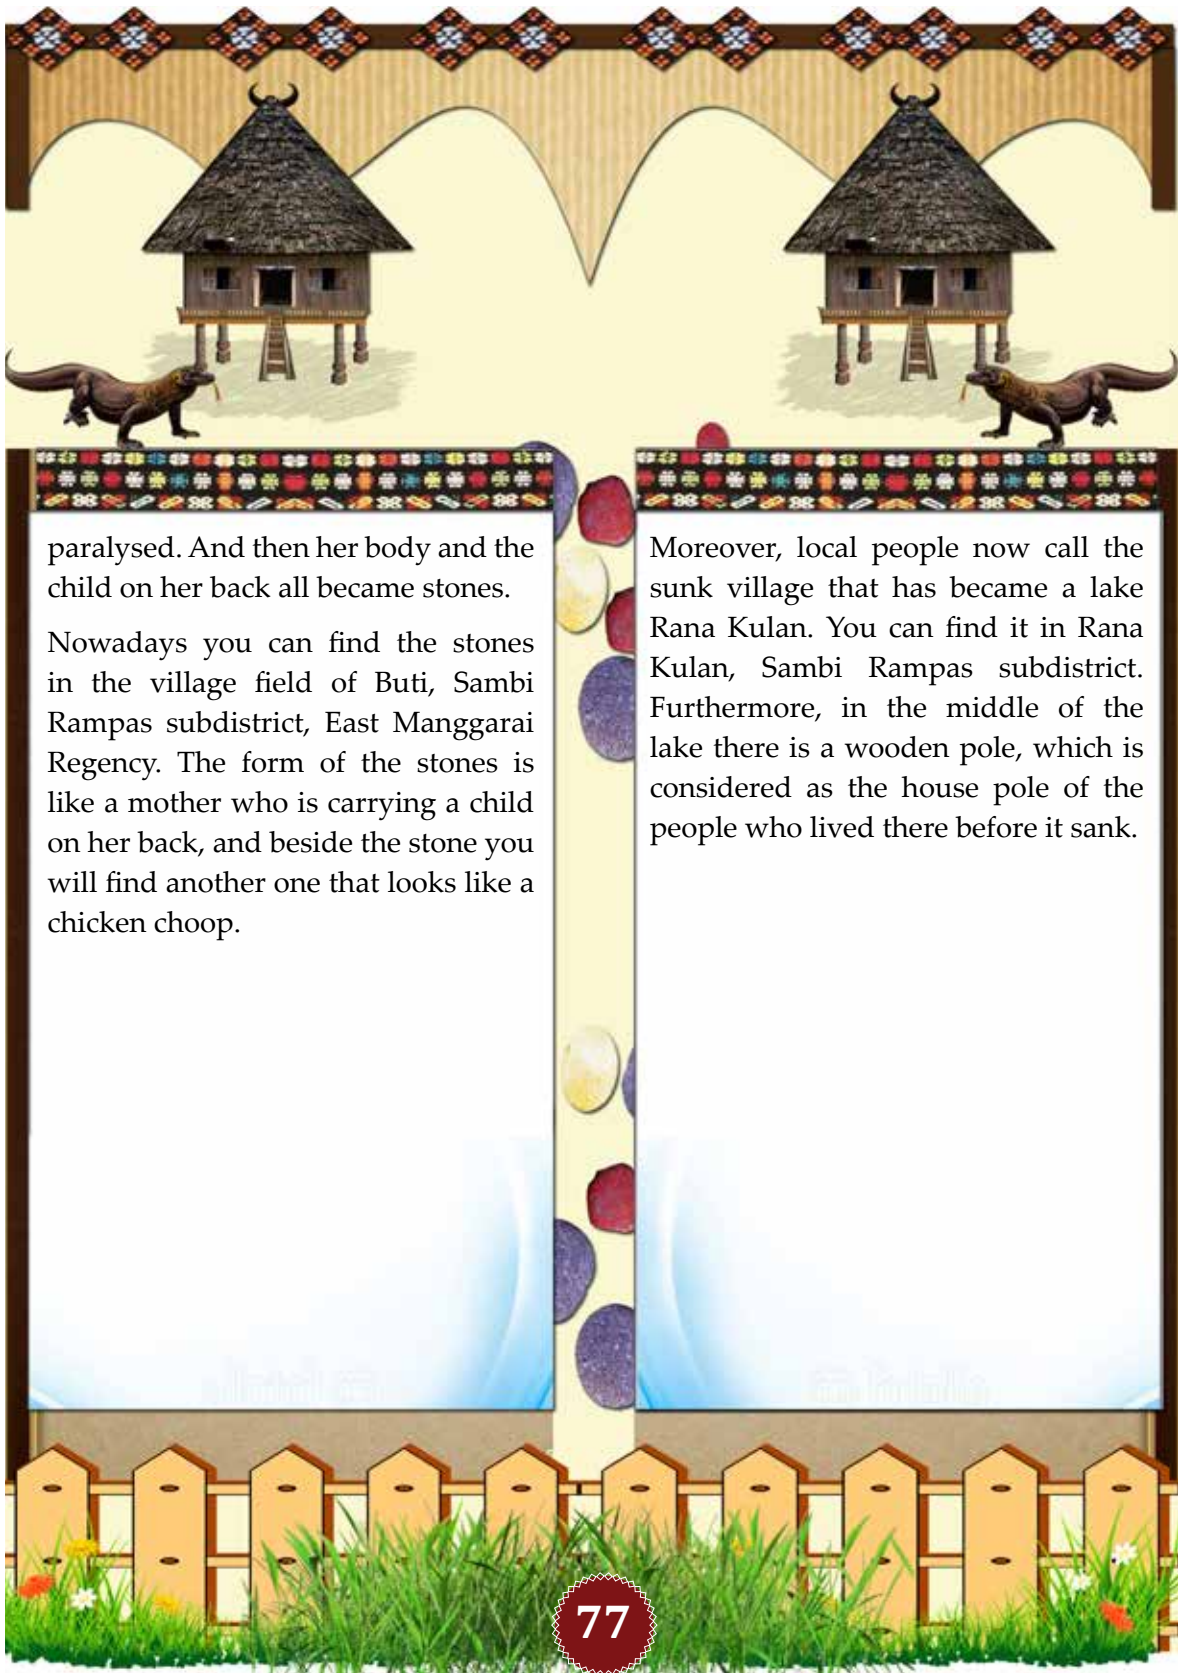 paralysed. And then her body and the
child on her back all became stones.
Nowadays you can find the stones
in the village field of Buti, Sambi
Rampas subdistrict, East Manggarai
Regency. The form of the stones is
like a mother who is carrying a child
on her back, and beside the stone you
will find another one that looks like a
chicken choop.
Moreover, local people now call the
sunk village that has became a lake
Rana Kulan. You can find it in Rana
Kulan, Sambi Rampas subdistrict.
Furthermore, in the middle of the
lake there is a wooden pole, which is
considered as the house pole of the
people who lived there before it sank.
77